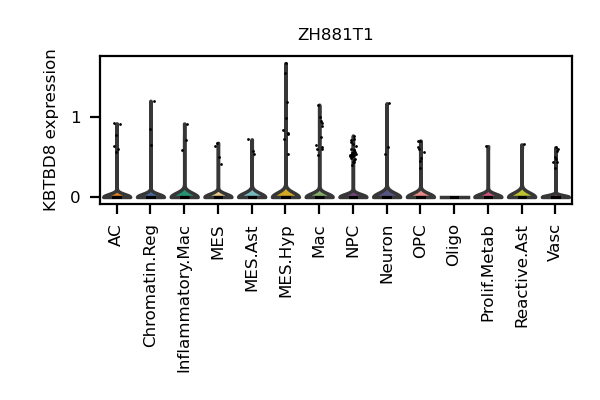 ZH881T1
KBTBD8 expression
1
0
AC
Chromatin.Reg
Inflammatory.Mac
MES
MES.Ast
MES.Hyp
Mac
NPC
Neuron
OPC
Oligo
Prolif.Metab
Reactive.Ast
Vasc